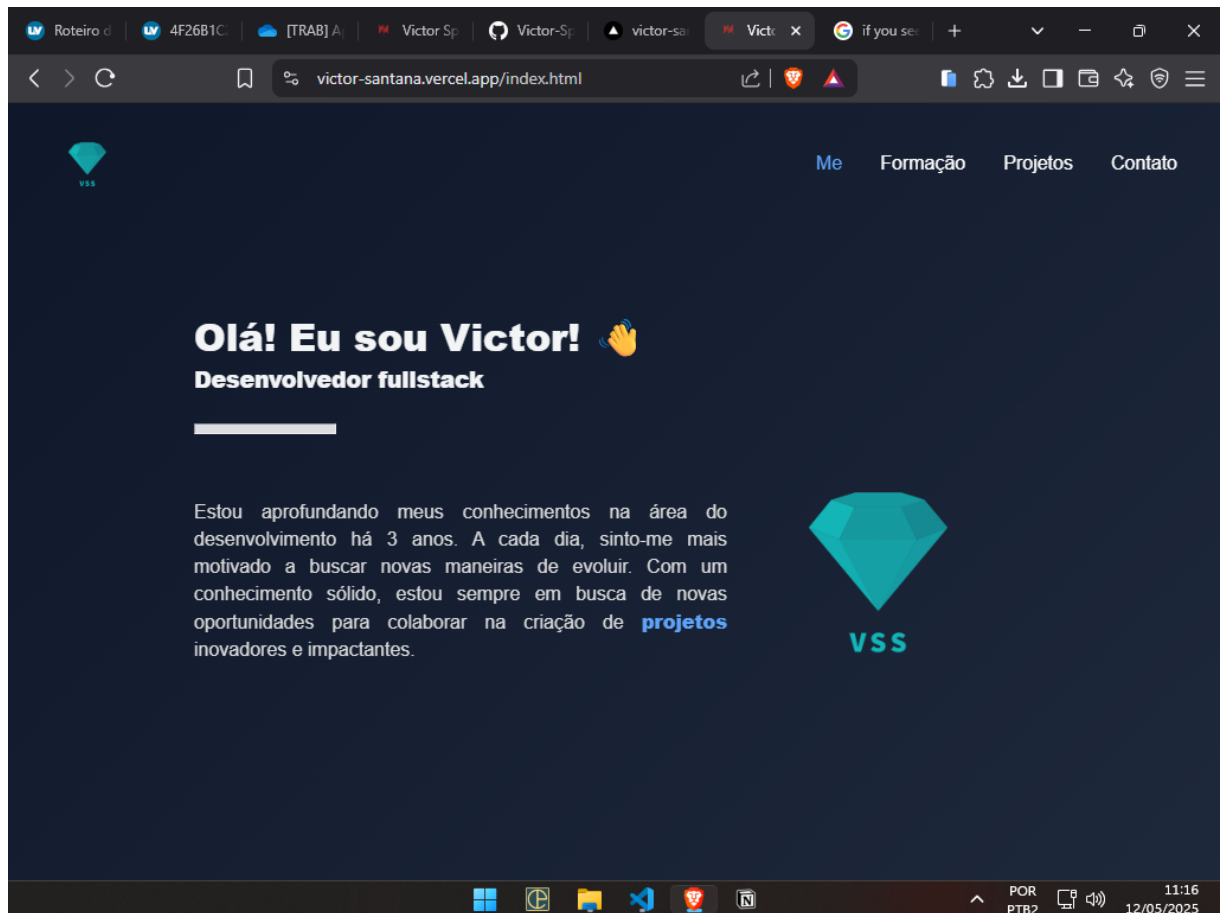 Roteiro d
4F26B1C
[TRAB] A
Victor Sp
Victor-Sp
victor-sa
Victo
if you see
victor-santana.vercel.app/index.html
VSS
Me Formação Projetos Contato
Olá! Eu sou Victor! 👋
Desenvolvedor fullstack
Estou aprofundando meus conhecimentos na área do
desenvolvimento há 3 anos. A cada dia, sinto-me mais
motivado a buscar novas maneiras de evoluir. Com um
conhecimento sólido, estou sempre em busca de novas
oportunidades para colaborar na criação de projetos
inovadores e impactantes.
VSS
POR
PTB2
11:16
12/05/2025